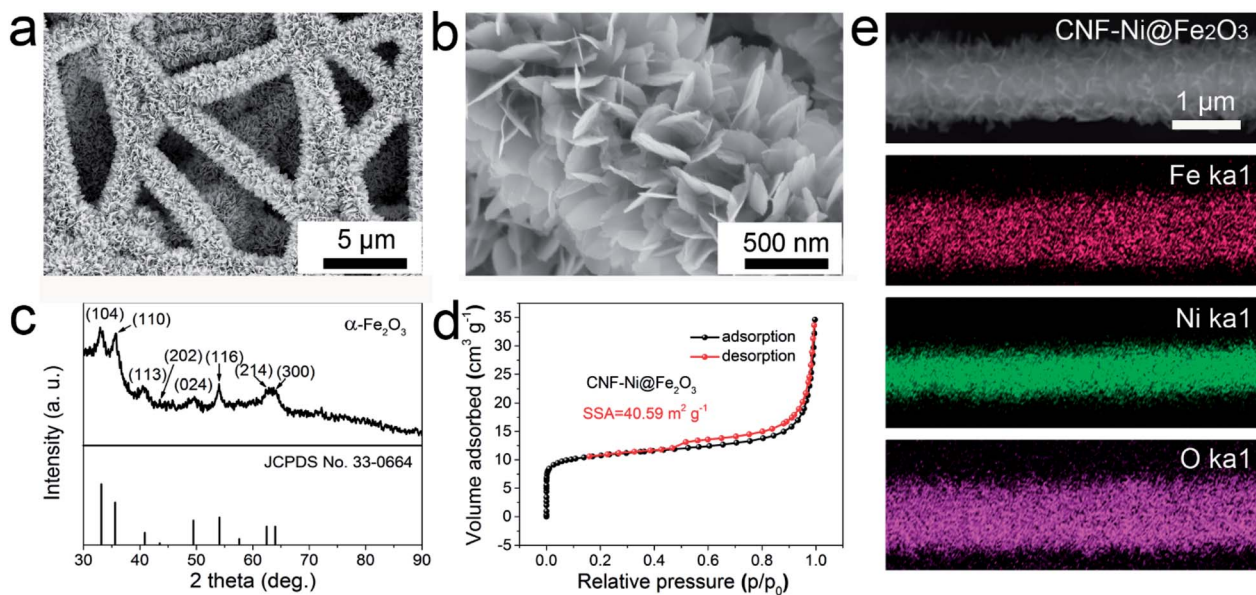 a
5 μm
b
500 nm
c
(104)
(110)
α-Fe₂O₃
(113)
(202)
(024)
(116)
(214)
(300)
JCPDS No. 33-0664
Intensity (a. u.)
30 40 50 60 70 80 90
2 theta (deg.)
d
35
30
25
20
15
10
5
0
-5
Volume adsorbed (cm³ g⁻¹)
adsorption
desorption
CNF-Ni@Fe₂O₃
SSA=40.59 m² g⁻¹
0.0 0.2 0.4 0.6 0.8 1.0
Relative pressure (p/p₀)
e
CNF-Ni@Fe₂O₃
1 μm
Fe ka1
Ni ka1
O ka1